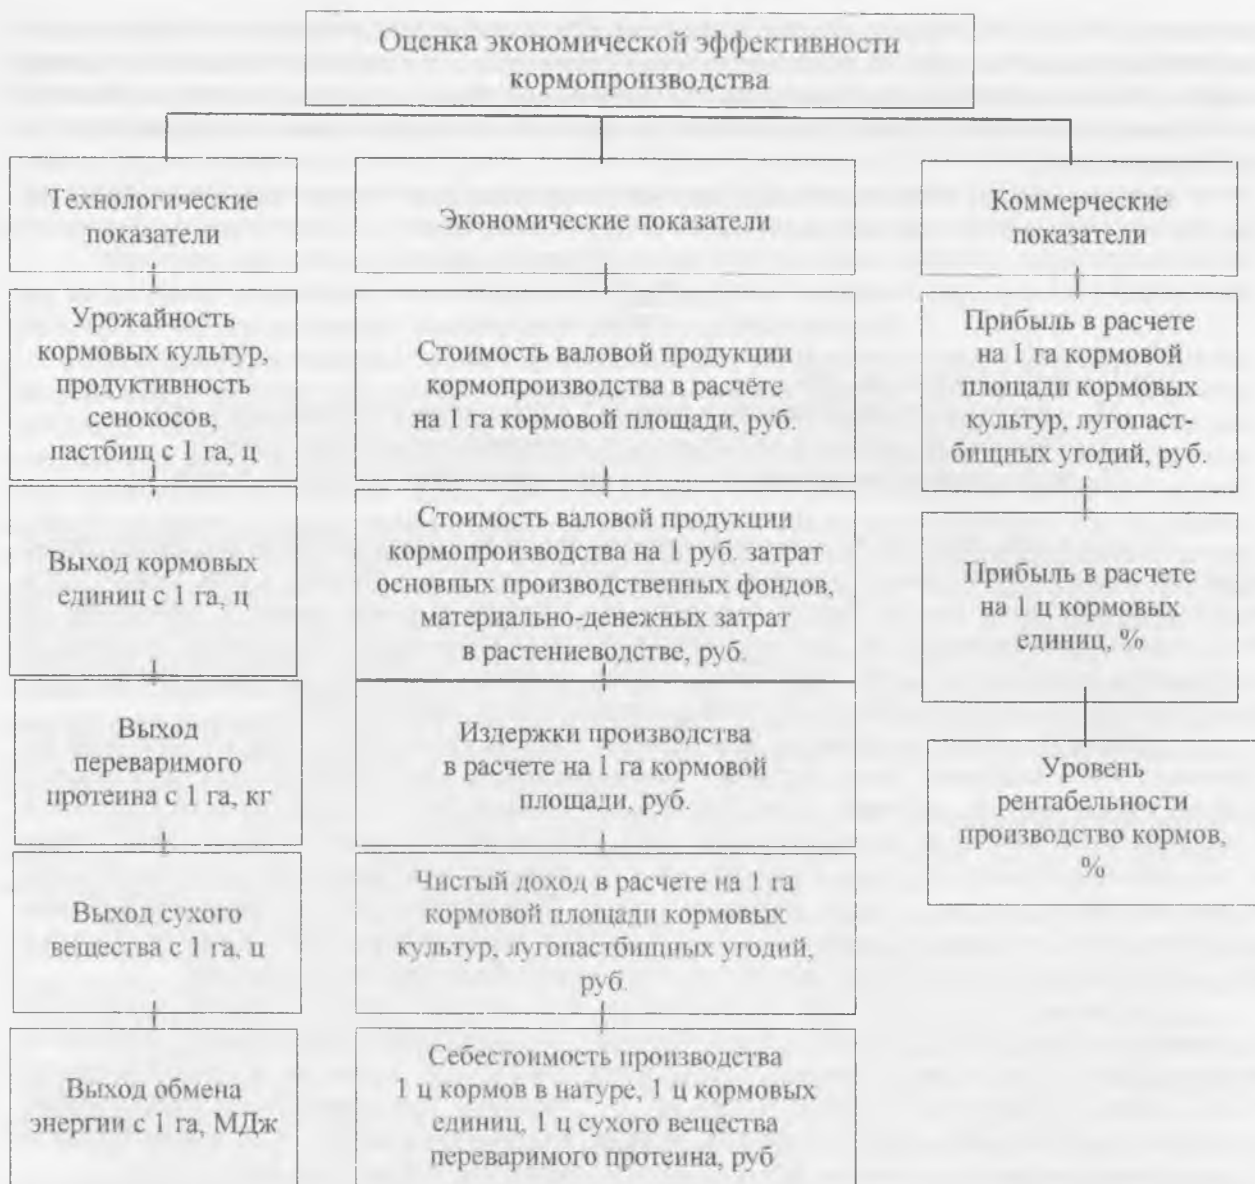 Оценка экономической эффективности
кормопроизводства
Технологические
показатели
Урожайность
кормовых культур,
продуктивность
сенокосов,
пастбищ с 1 га, ц
Выход кормовых
единиц с 1 га, ц
Выход
переваримого
протеина с 1 га, кг
Выход сухого
вещества с 1 га, ц
Выход обмена
энергии с 1 га, МДж
Экономические показатели
Стоимость валовой продукции
кормопроизводства в расчёте
на 1 га кормовой площади, руб.
Стоимость валовой продукции
кормопроизводства на 1 руб. затрат
основных производственных фондов,
материально-денежных затрат
в растениеводстве, руб.
Издержки производства
в расчете на 1 га кормовой
площади, руб.
Чистый доход в расчете на 1 га
кормовой площади кормовых
культур, лугопастбищных угодий,
руб.
Себестоимость производства
1 ц кормов в натуре, 1 ц кормовых
единиц, 1 ц сухого вещества
переваримого протеина, руб
Коммерческие
показатели
Прибыль в расчете
на 1 га кормовой
площади кормовых
культур, лугопаст-
бищных угодий, руб.
Прибыль в расчете
на 1 ц кормовых
единиц, %
Уровень
рентабельности
производство кормов,
%